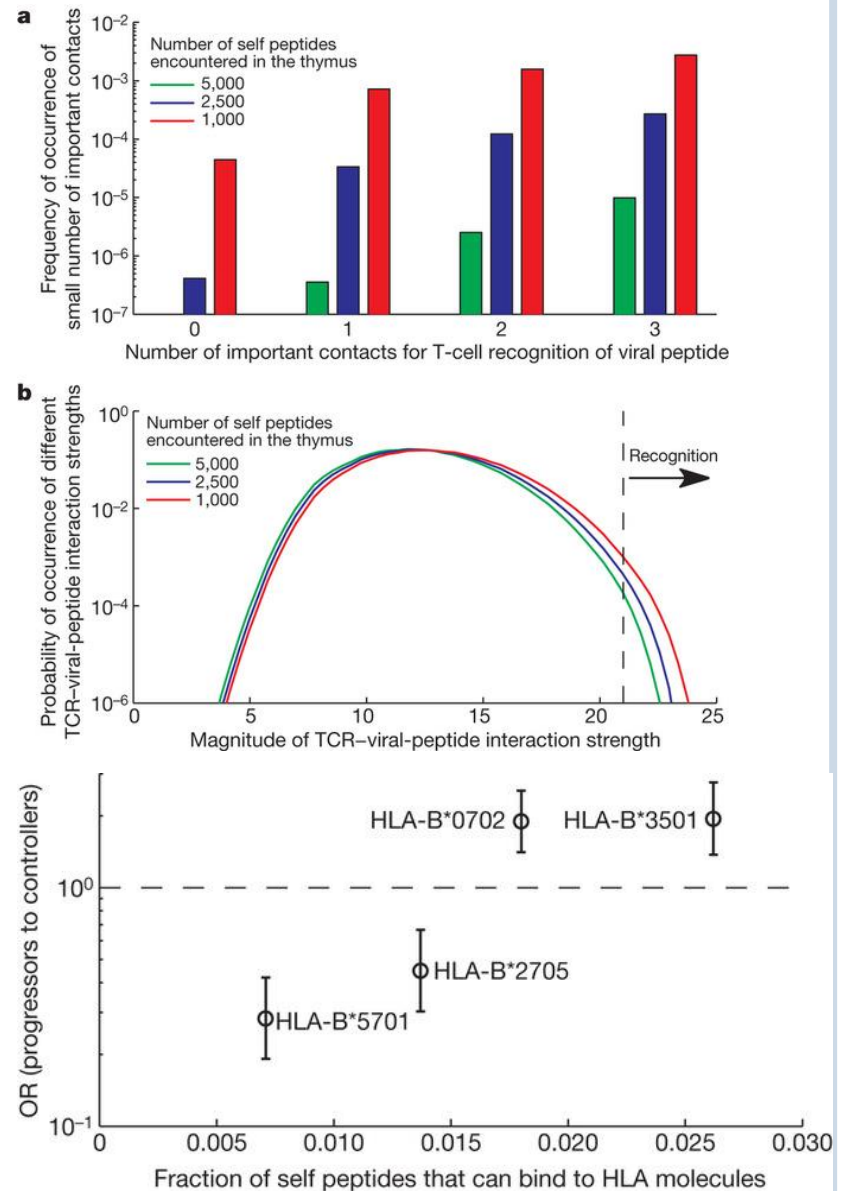 a
Frequency of occurrence of
small number of important contacts
10⁻²
10⁻³
10⁻⁴
10⁻⁵
10⁻⁶
10⁻⁷
Number of self peptides
encountered in the thymus
5,000
2,500
1,000
0 1 2 3
Number of important contacts for T-cell recognition of viral peptide
b
Probability of occurrence of different
TCR–viral-peptide interaction strengths
10⁰
10⁻²
10⁻⁴
10⁻⁶
Number of self peptides
encountered in the thymus
5,000
2,500
1,000
Recognition
0 5 10 15 20 25
Magnitude of TCR–viral-peptide interaction strength
OR (progressors to controllers)
10⁰
10⁻¹
HLA-B*0702
HLA-B*3501
HLA-B*2705
HLA-B*5701
0 0.005 0.010 0.015 0.020 0.025 0.030
Fraction of self peptides that can bind to HLA molecules